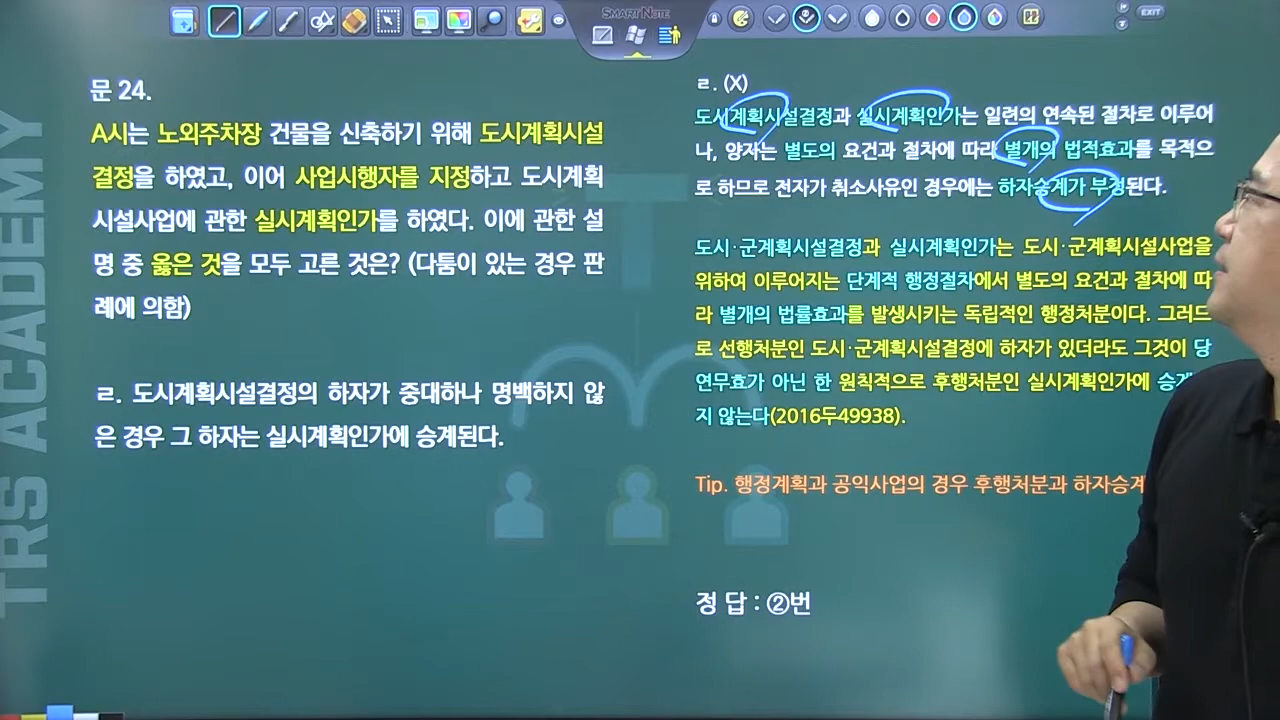 SMART NOTE
EXIT
TRS ACADEMY
문 24.
A시는 노외주차장 건물을 신축하기 위해 도시계획시설
결정을 하였고, 이어 사업시행자를 지정하고 도시계획
시설사업에 관한 실시계획인가를 하였다. 이에 관한 설
명 중 옳은 것을 모두 고른 것은? (다툼이 있는 경우 판
례에 의함)
ㄹ. 도시계획시설결정의 하자가 중대하나 명백하지 않
은 경우 그 하자는 실시계획인가에 승계된다.
ㄹ. (X)
도시계획시설결정과 실시계획인가는 일련의 연속된 절차로 이루어
나, 양자는 별도의 요건과 절차에 따라 별개의 법적효과를 목적으
로 하므로 전자가 취소사유인 경우에는 하자승계가 부정된다.
도시·군계획시설결정과 실시계획인가는 도시·군계획시설사업을
위하여 이루어지는 단계적 행정절차에서 별도의 요건과 절차에 따
라 별개의 법률효과를 발생시키는 독립적인 행정처분이다. 그러므
로 선행처분인 도시·군계획시설결정에 하자가 있더라도 그것이 당
연무효가 아닌 한 원칙적으로 후행처분인 실시계획인가에 승계
지 않는다(2016두49938).
Tip. 행정계획과 공익사업의 경우 후행처분과 하자승계
정 답 : ②번